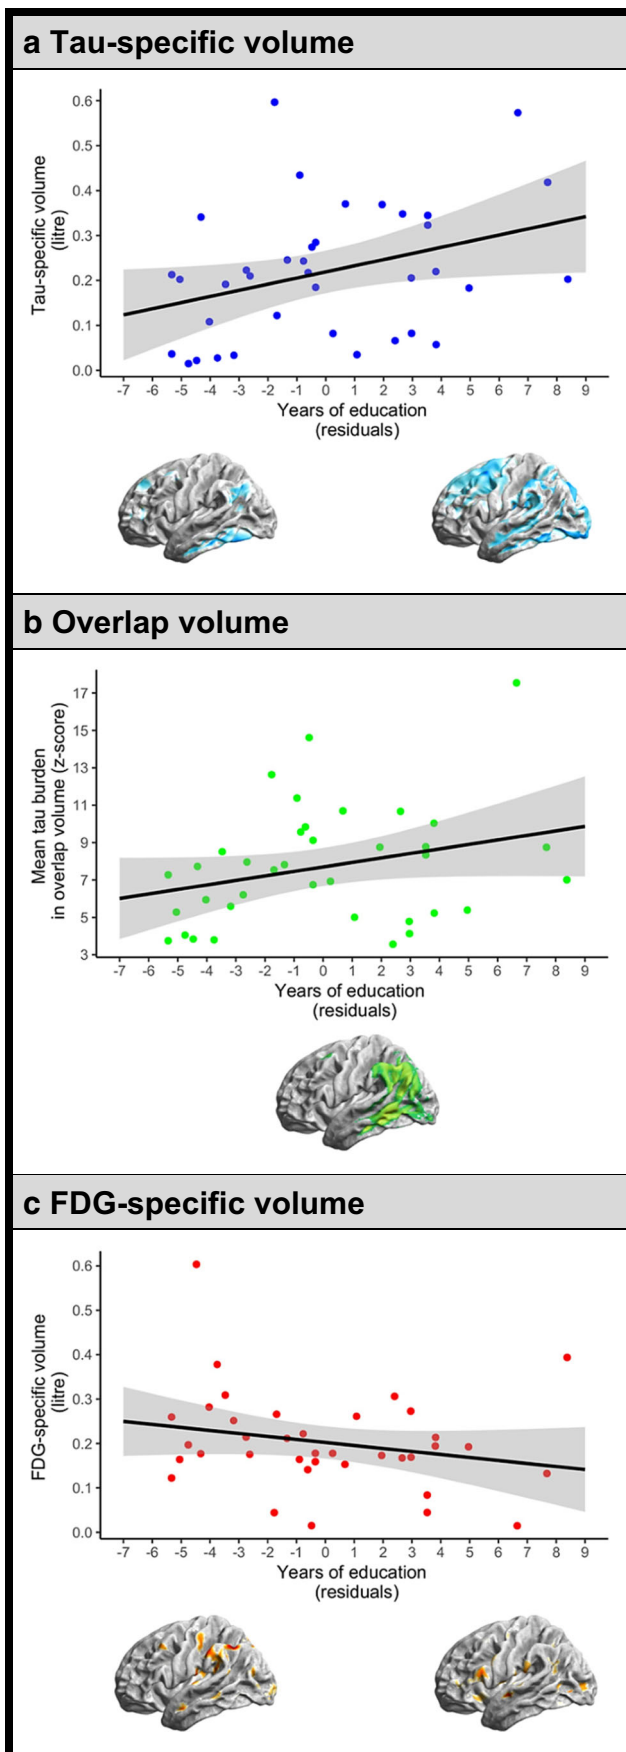 a Tau-specific volume
Tau-specific volume
(litre)
0.6
0.5
0.4
0.3
0.2
0.1
0.0
-7 -6 -5 -4 -3 -2 -1 0 1 2 3 4 5 6 7 8 9
Years of education
(residuals)
b Overlap volume
Mean tau burden
in overlap volume (z-score)
17
15
13
11
9
7
5
3
-7 -6 -5 -4 -3 -2 -1 0 1 2 3 4 5 6 7 8 9
Years of education
(residuals)
c FDG-specific volume
FDG-specific volume
(litre)
0.6
0.5
0.4
0.3
0.2
0.1
0.0
-7 -6 -5 -4 -3 -2 -1 0 1 2 3 4 5 6 7 8 9
Years of education
(residuals)